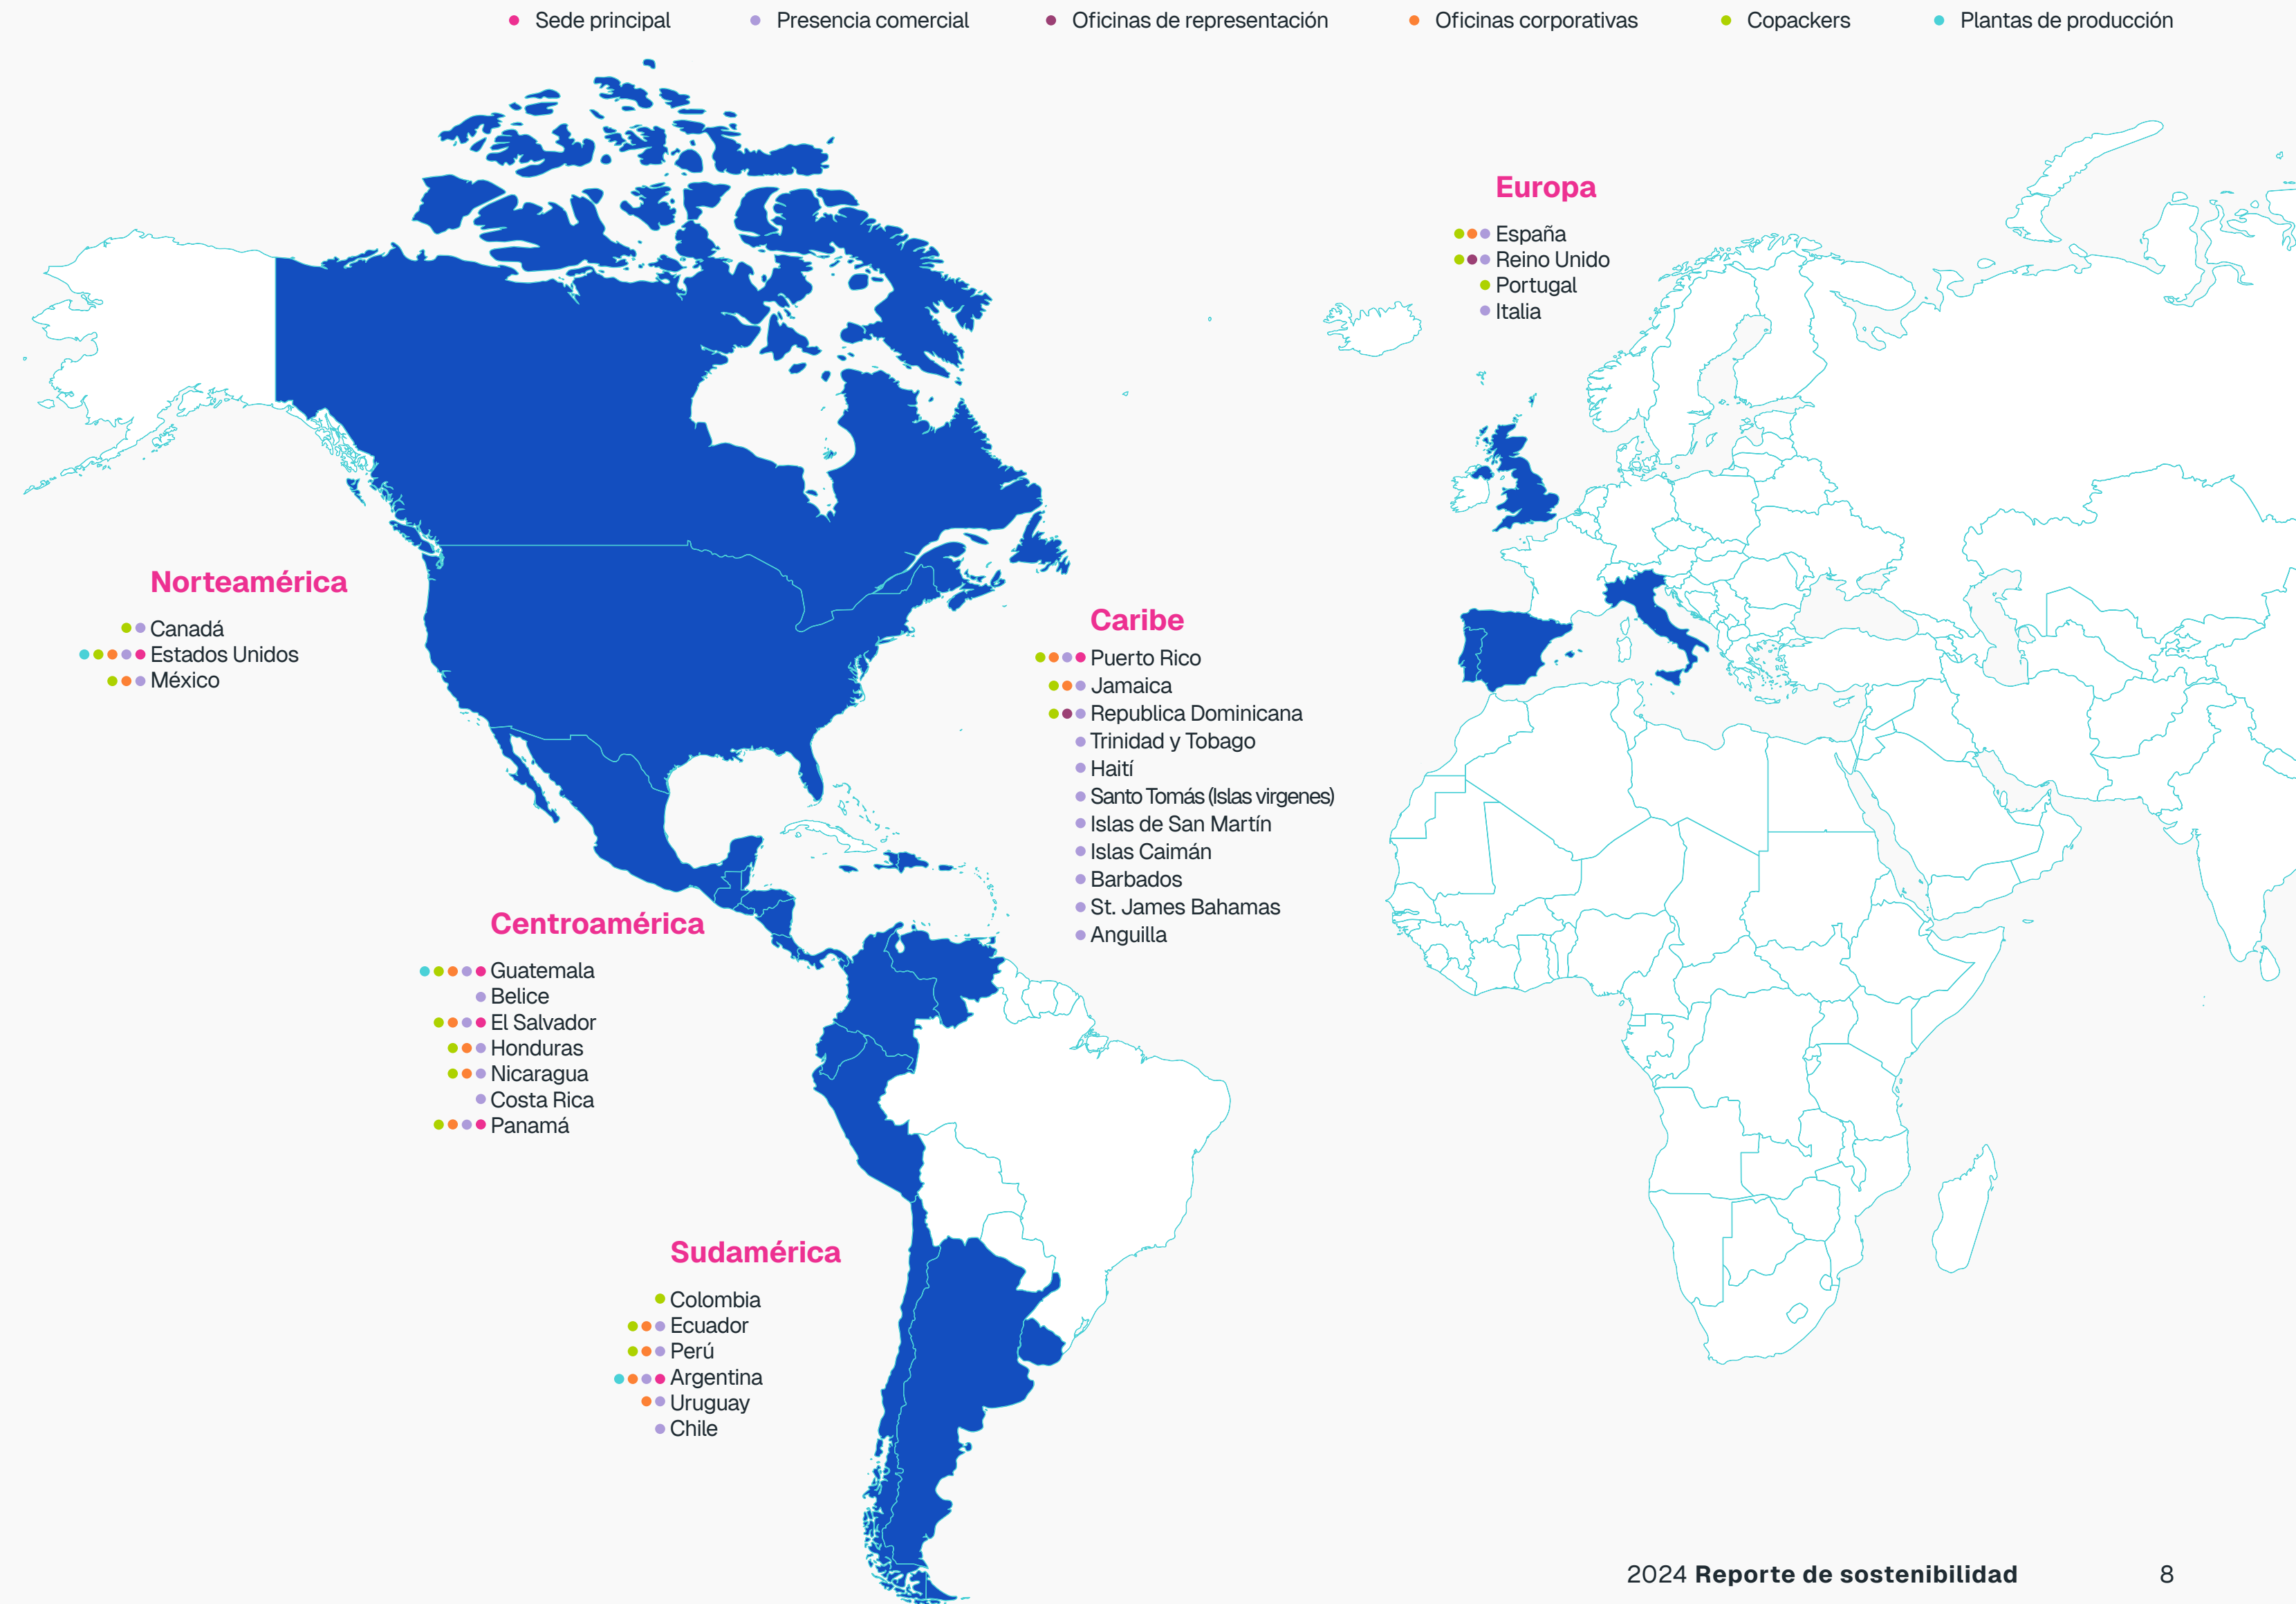 Sede principal
Presencia comercial
Oficinas de representación
Oficinas corporativas
Copackers
Plantas de producción
Norteamérica
Canadá
Estados Unidos
México
Centroamérica
Guatemala
Belice
El Salvador
Honduras
Nicaragua
Costa Rica
Panamá
Sudamérica
Colombia
Ecuador
Perú
Argentina
Uruguay
Chile
Caribe
Puerto Rico
Jamaica
Republica Dominicana
Trinidad y Tobago
Haití
Santo Tomás (Islas virgenes)
Islas de San Martín
Islas Caimán
Barbados
St. James Bahamas
Anguilla
Europa
España
Reino Unido
Portugal
Italia
2024 Reporte de sostenibilidad
8